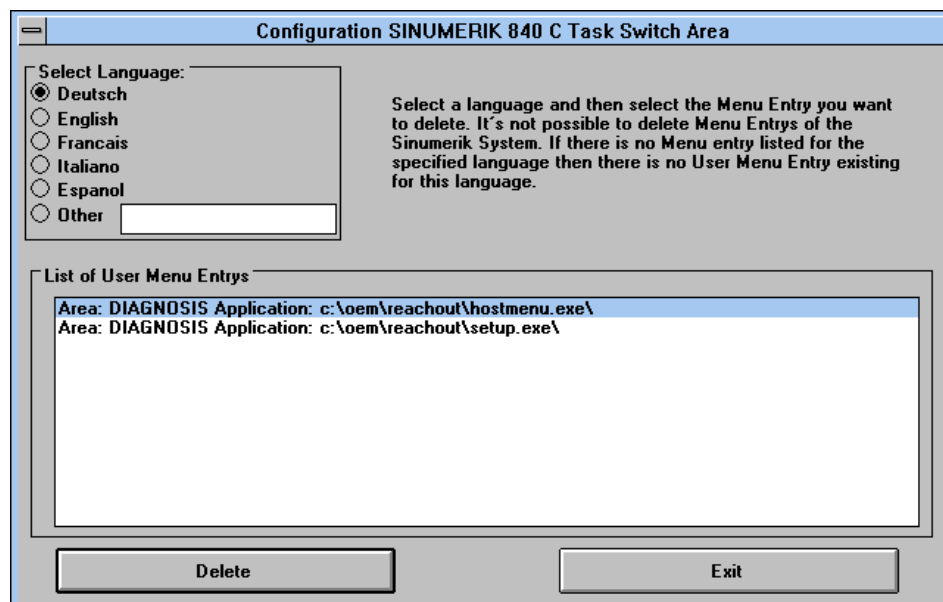 Configuration SINUMERIK 840 C Task Switch Area
Select Language:
Deutsch
English
Francais
Italiano
Espanol
Other
Select a language and then select the Menu Entry you want
to delete. It´s not possible to delete Menu Entrys of the
Sinumerik System. If there is no Menu entry listed for the
specified language then there is no User Menu Entry existing
for this language.
List of User Menu Entrys
Area: DIAGNOSIS Application: c:\oem\reachout\hostmenu.exe\
Area: DIAGNOSIS Application: c:\oem\reachout\setup.exe\
Delete
Exit